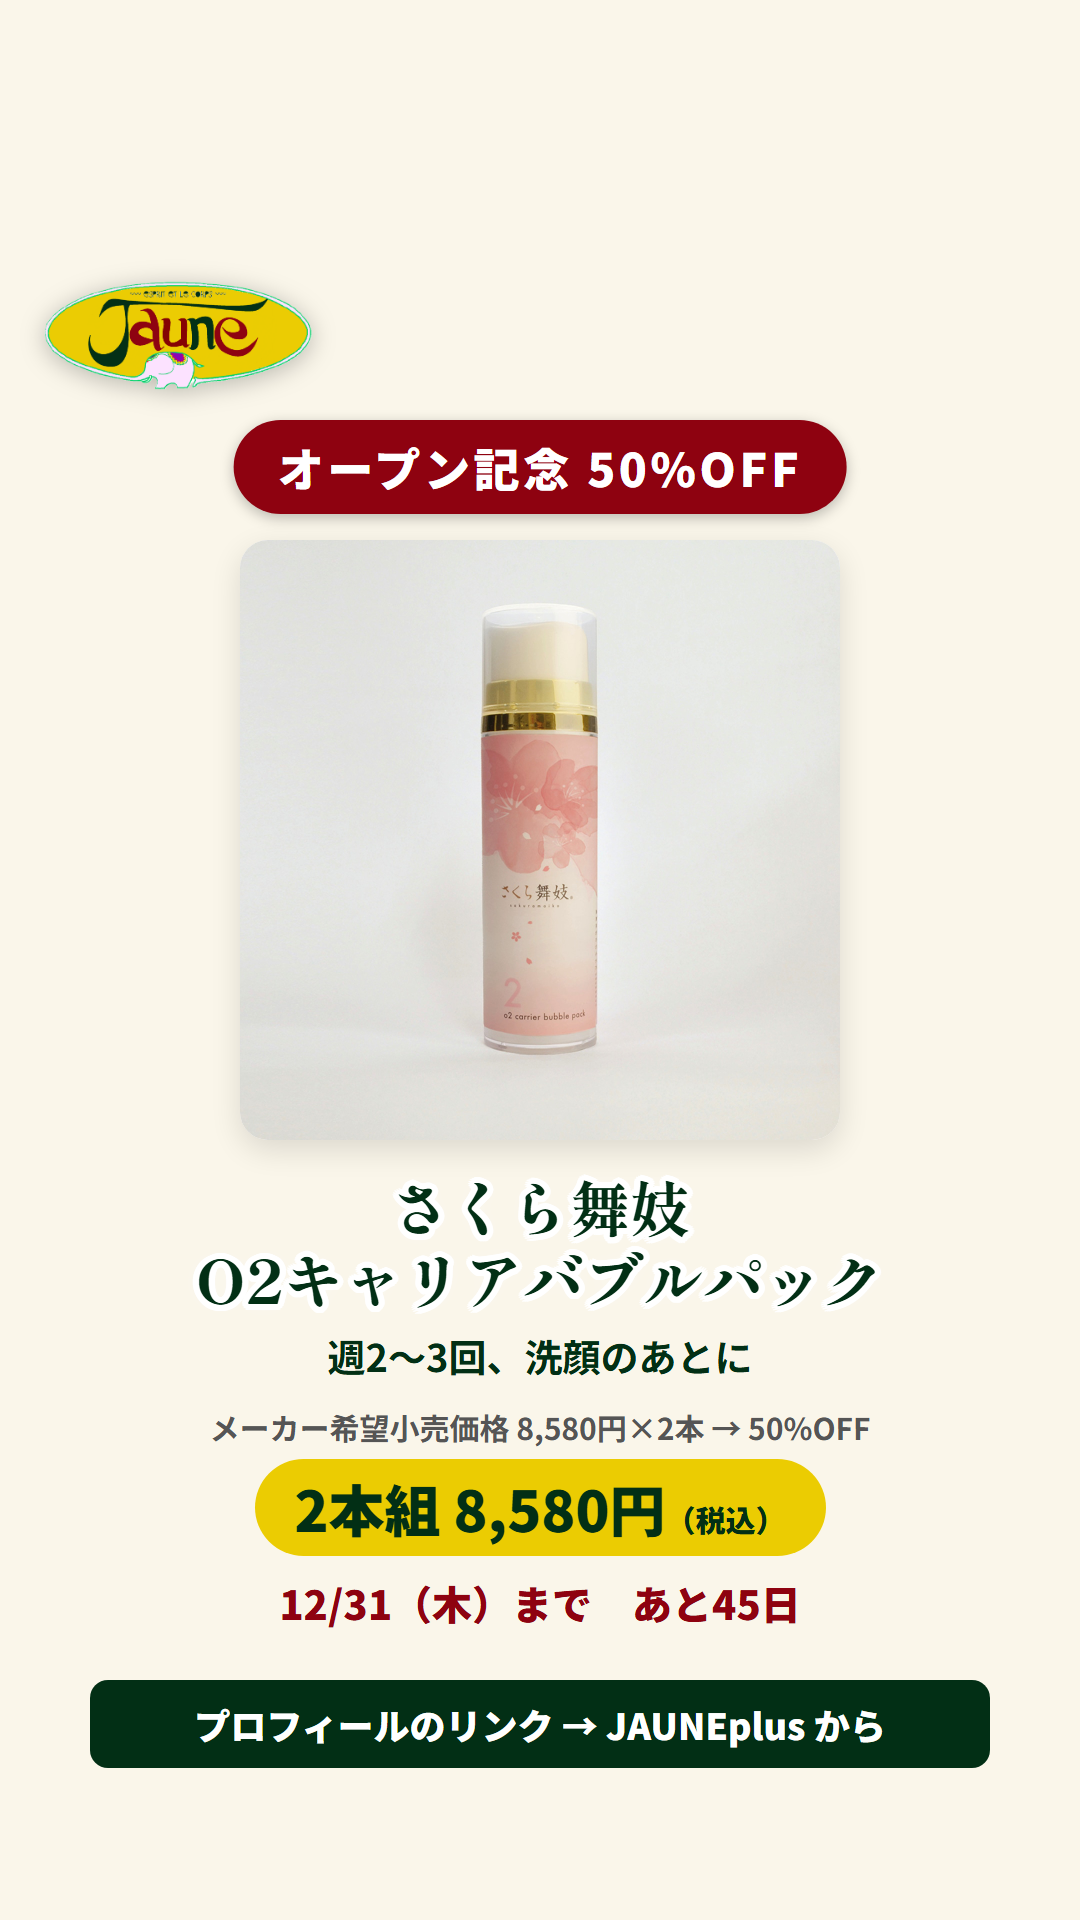 ESPRIT ET LE CORPS
Jaune
オープン記念 50%OFF
さくら舞妓
sakuramaiko
2
o2 carrier bubble pack
さくら舞妓
O2キャリアバブルパック
週2〜3回、洗顔のあとに
メーカー希望小売価格 8,580円×2本 → 50%OFF
2本組 8,580円（税込）
12/31（木）まで　あと45日
プロフィールのリンク → JAUNEplus から